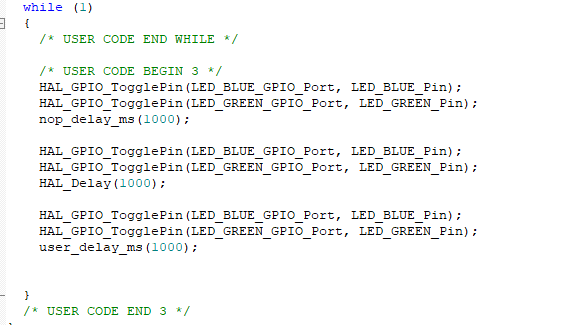 while (1)
{
/* USER CODE END WHILE */
/* USER CODE BEGIN 3 */
HAL_GPIO_TogglePin(LED_BLUE_GPIO_Port, LED_BLUE_Pin);
HAL_GPIO_TogglePin(LED_GREEN_GPIO_Port, LED_GREEN_Pin);
nop_delay_ms(1000);
HAL_GPIO_TogglePin(LED_BLUE_GPIO_Port, LED_BLUE_Pin);
HAL_GPIO_TogglePin(LED_GREEN_GPIO_Port, LED_GREEN_Pin);
HAL_Delay(1000);
HAL_GPIO_TogglePin(LED_BLUE_GPIO_Port, LED_BLUE_Pin);
HAL_GPIO_TogglePin(LED_GREEN_GPIO_Port, LED_GREEN_Pin);
user_delay_ms(1000);
}
/* USER CODE END 3 */